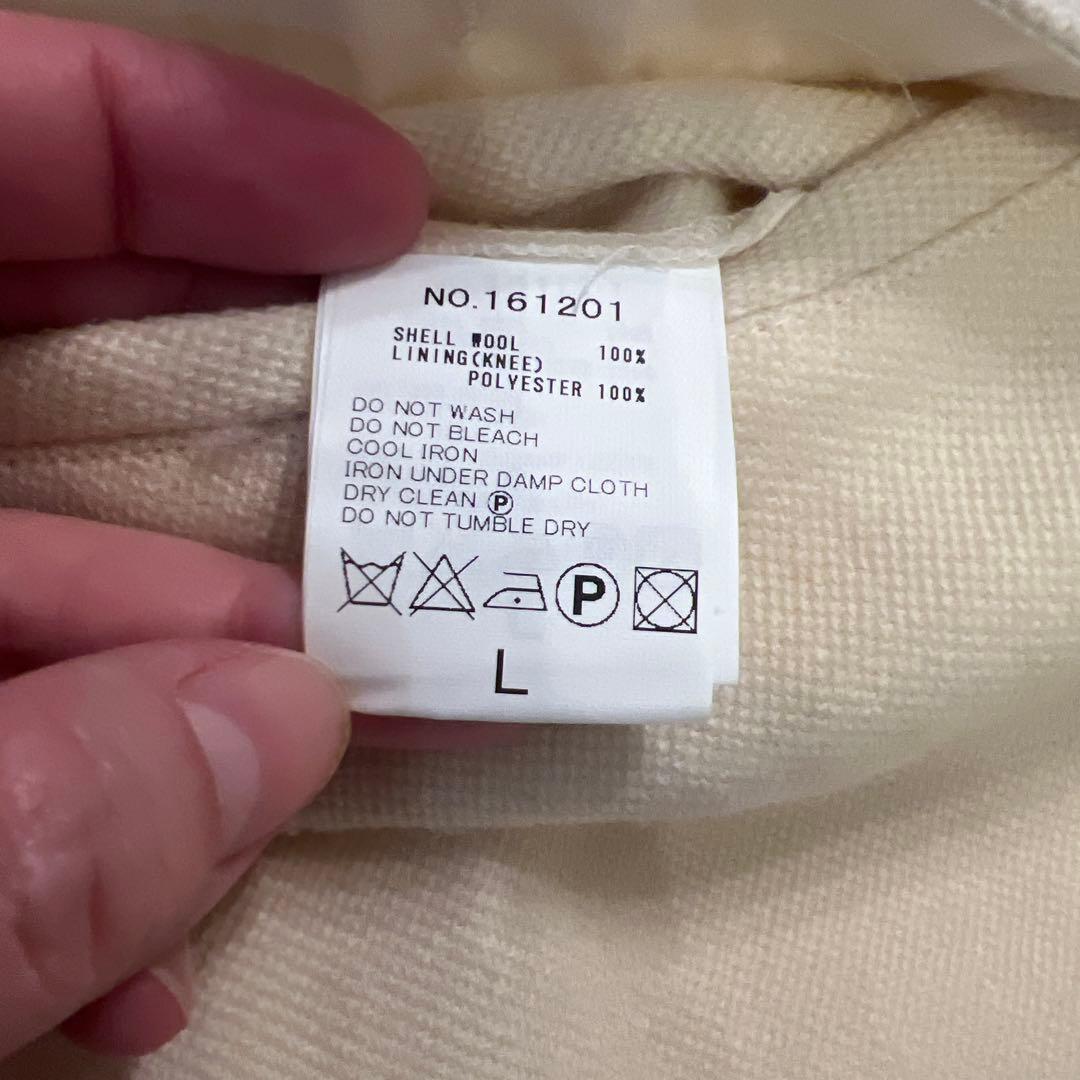 NO.161201
SHELL WOOL 100%
LINING(KNEE)
POLYESTER 100%
DO NOT WASH
DO NOT BLEACH
COOL IRON
IRON UNDER DAMP CLOTH
DRY CLEAN Ⓟ
DO NOT TUMBLE DRY
P
L